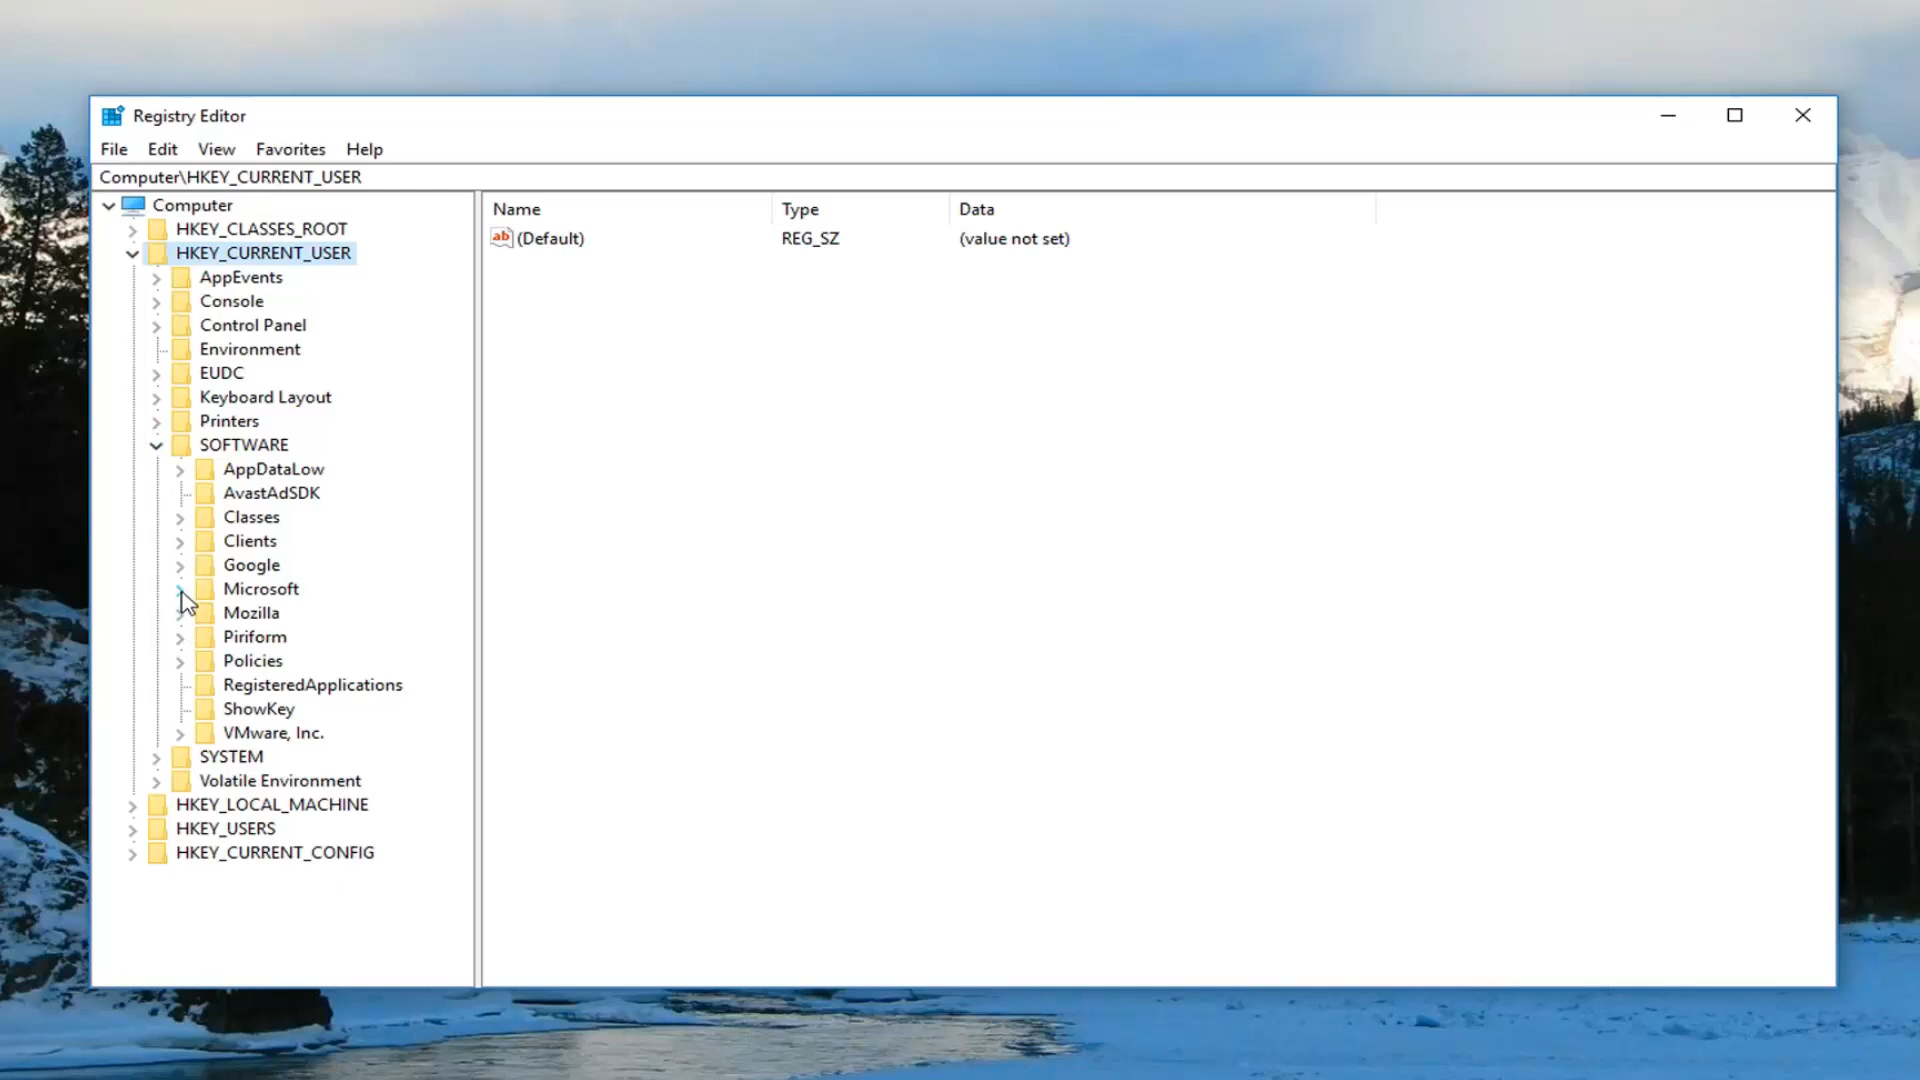 Registry Editor
File Edit View Favorites Help
Computer\HKEY_CURRENT_USER
Computer
HKEY_CLASSES_ROOT
HKEY_CURRENT_USER
AppEvents
Console
Control Panel
Environment
EUDC
Keyboard Layout
Printers
SOFTWARE
AppDataLow
AvastAdSDK
Classes
Clients
Google
Microsoft
Mozilla
Piriform
Policies
RegisteredApplications
ShowKey
VMware, Inc.
SYSTEM
Volatile Environment
HKEY_LOCAL_MACHINE
HKEY_USERS
HKEY_CURRENT_CONFIG
Name Type Data
ab (Default) REG_SZ (value not set)